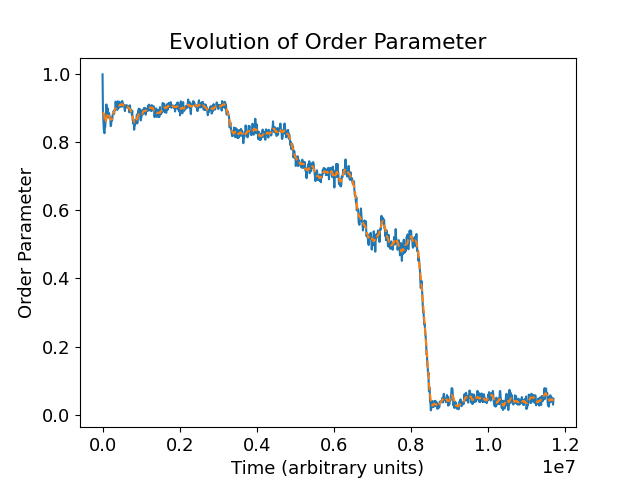 Evolution of Order Parameter
Order Parameter
1.0
0.8
0.6
0.4
0.2
0.0
0.0 0.2 0.4 0.6 0.8 1.0 1.2
1e7
Time (arbitrary units)